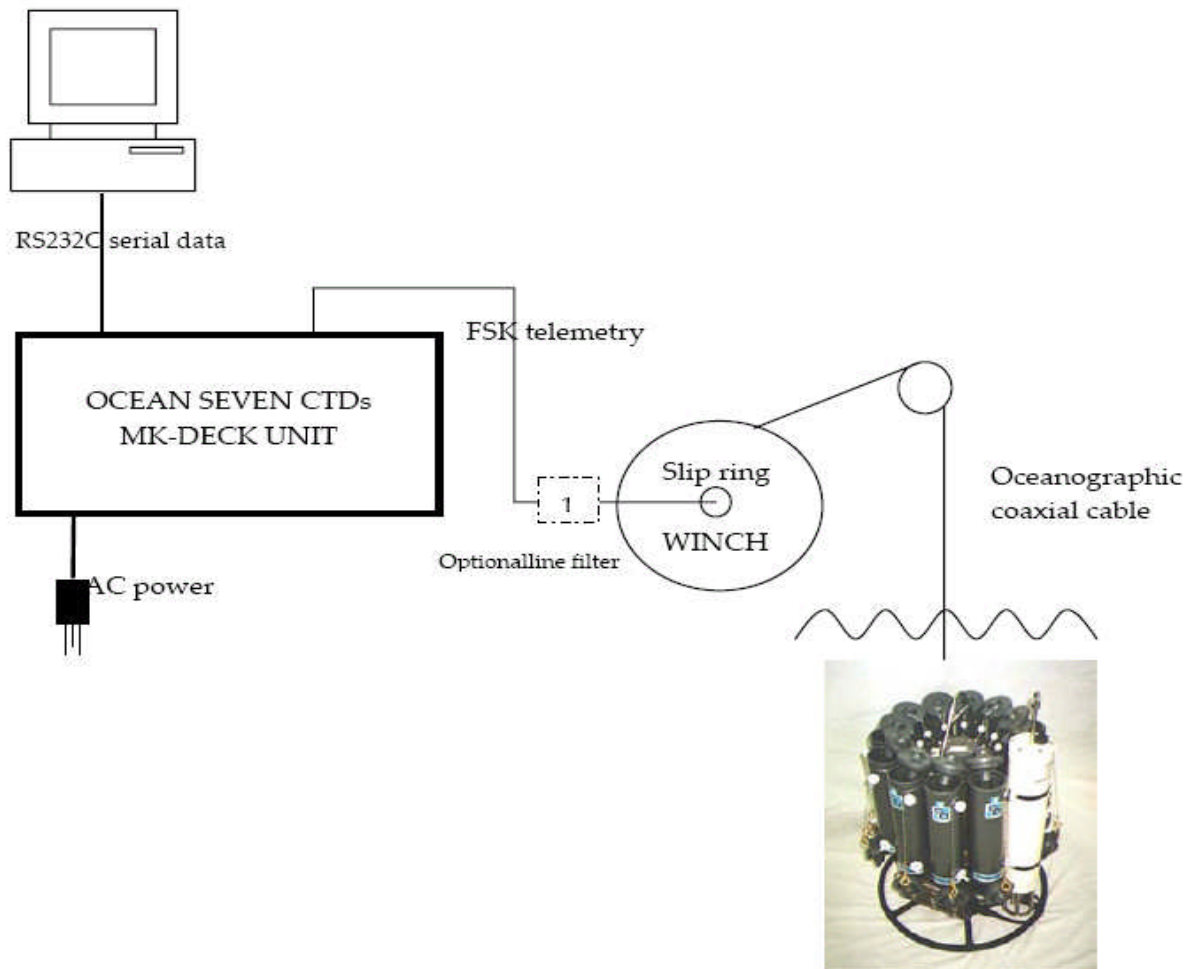 RS232C serial data
FSK telemetry
OCEAN SEVEN CTDs
MK-DECK UNIT
Slip ring
WINCH
1
Optionalline filter
Oceanographic
coaxial cable
AC power